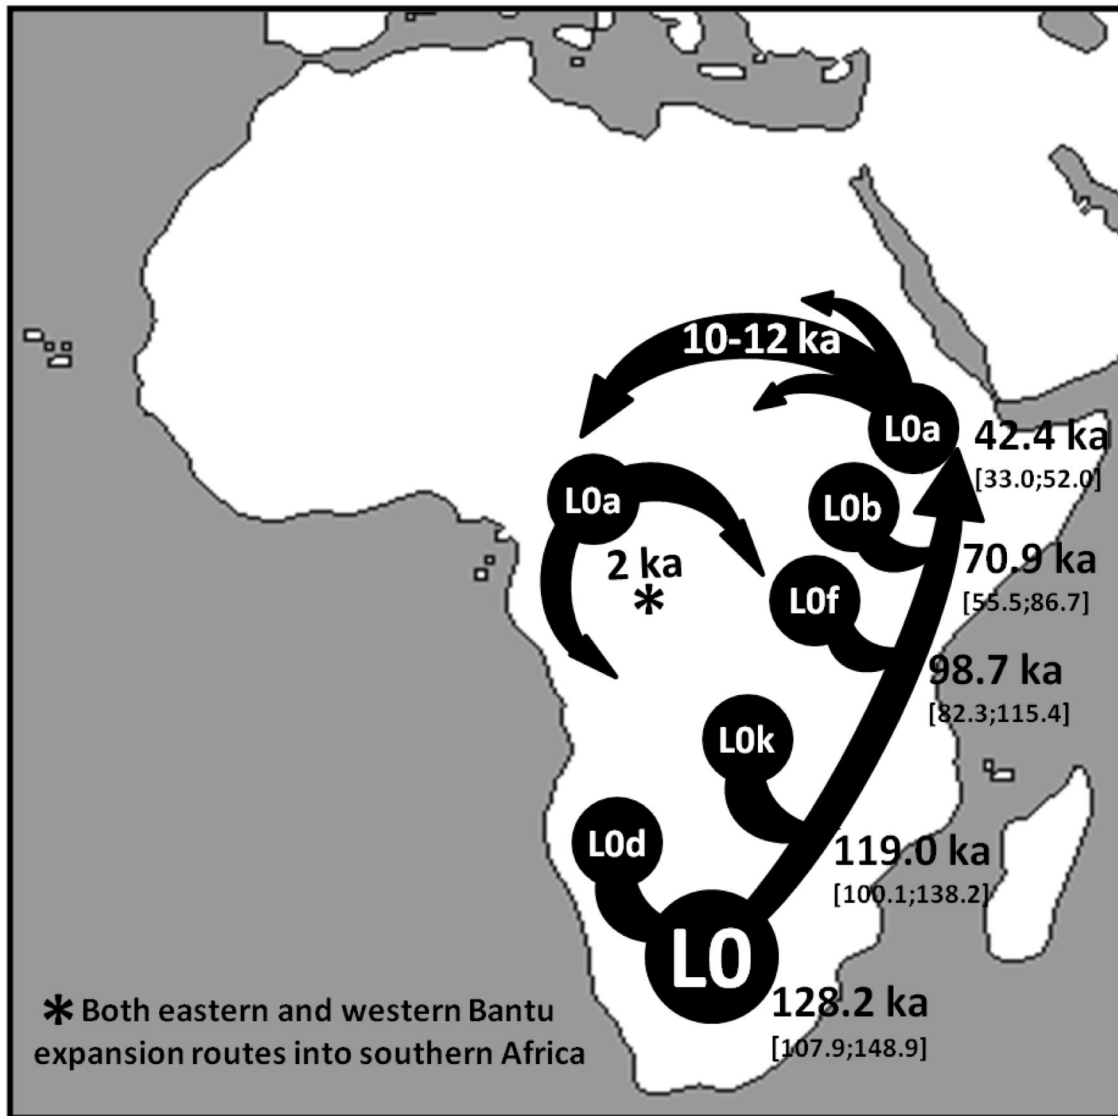 10-12 ka
L0a
42.4 ka
[33.0;52.0]
L0a
L0b
2 ka
*
70.9 ka
[55.5;86.7]
L0f
98.7 ka
[82.3;115.4]
L0k
L0d
119.0 ka
[100.1;138.2]
L0
128.2 ka
[107.9;148.9]
* Both eastern and western Bantu
expansion routes into southern Africa